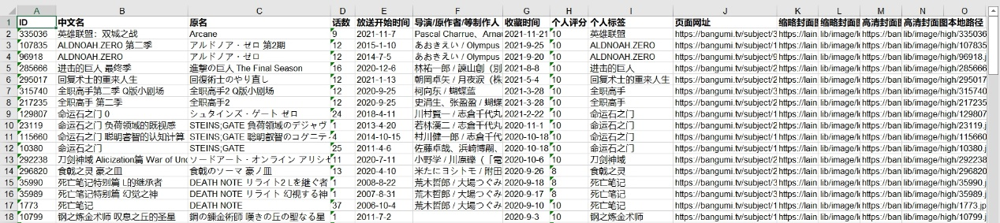 A B C D E F G H I J K L M N O
1 ID 中文名 原名 话数 放送开始时间 导演/原作者/等制作人 收藏时间 个人评分 个人标签 页面网址 缩略封面图 缩略封面图 高清封面图 高清封面图本地路径
2 335036 英雄联盟：双城之战 Arcane 9 2021-11-7 Pascal Charrue、Arna 2021-11-21 10 英雄联盟 https://bangumi.tv/subject/3 https://lain lib/image/lo https://lain lib/image/high/335036
3 107835 ALDNOAH.ZERO 第二季 アルドノア・ゼロ 第2期 12 2015-1-10 あおきえい / Olympus 2021-9-25 10 ALDNOAH.ZERO https://bangumi.tv/subject/1 https://lain lib/image/lo https://lain lib/image/high/107835
4 96918 ALDNOAH.ZERO アルドノア・ゼロ 12 2014-7-5 あおきえい / Olympus 2021-9-20 10 ALDNOAH.ZERO https://bangumi.tv/subject/9 https://lain lib/image/lo https://lain lib/image/high/96918.j
5 285666 进击的巨人 最终季 進撃の巨人 The Final Season 16 2020-12-6 林祐一郎 / 諫山創（別 2021-8-8 10 进击的巨人 https://bangumi.tv/subject/2 https://lain lib/image/lo https://lain lib/image/high/285666
6 295017 回复术士的重来人生 回復術士のやり直し 12 2021-1-13 朝岡卓矢 / 月夜涙（株 2021-5-4 10 回复术士的重来人生 https://bangumi.tv/subject/2 https://lain lib/image/lo https://lain lib/image/high/295017
7 315740 全职高手第二季 Q版小剧场 全职高手2 Q版小剧场 12 2020-9-25 柯向东 / 蝴蝶蓝 2021-3-28 10 全职高手 https://bangumi.tv/subject/3 https://lain lib/image/lo https://lain lib/image/high/315740
8 217235 全职高手 第二季 全职高手2 12 2020-9-25 史涓生、张盈盈 / 蝴蝶 2021-3-28 10 全职高手 https://bangumi.tv/subject/2 https://lain lib/image/lo https://lain lib/image/high/217235
9 129807 命运石之门 0 シュタインズ・ゲート ゼロ 24 2018-4-11 川村賢一 / 志倉千代丸 2021-2-22 10 命运石之门 https://bangumi.tv/subject/1 https://lain lib/image/lo https://lain lib/image/high/129807
10 23119 命运石之门 负荷领域的既视感 STEINS;GATE 負荷領域のデジャヴ 1 2013-4-20 若林漢二 / 志倉千代丸 2020-11-1 10 命运石之门 https://bangumi.tv/subject/2 https://lain lib/image/lo https://lain lib/image/high/23119.j
11 115660 命运石之门 聪明睿智的认知计算 STEINS;GATE 聡明叡智のコグニテ 4 2014-10-15 村川健一郎 / 志倉千代 2020-10-18 10 命运石之门 https://bangumi.tv/subject/1 https://lain lib/image/lo https://lain lib/image/high/115660
12 10380 命运石之门 STEINS;GATE 25 2011-4-6 佐藤卓哉、浜崎博嗣、 2020-10-18 10 命运石之门 https://bangumi.tv/subject/1 https://lain lib/image/lo https://lain lib/image/high/10380.j
13 292238 刀剑神域 Alicization篇 War of Und ソードアート・オンライン アリシゼ 11 2020-7-11 小野学 / 川原礫（「電 2020-10-6 10 刀剑神域 https://bangumi.tv/subject/2 https://lain lib/image/lo https://lain lib/image/high/292238
14 296820 食戟之灵 豪之皿 食戟のソーマ 豪ノ皿 13 2020-4-10 米たにヨシトモ / 附田 2020-9-26 8 食戟之灵 https://bangumi.tv/subject/2 https://lain lib/image/lo https://lain lib/image/high/296820
15 35990 死亡笔记特别篇 L的继承者 DEATH NOTE リライト2 Lを継ぐ者 1 2008-8-22 荒木哲郎 / 大場つぐみ 2020-9-18 8 死亡笔记 https://bangumi.tv/subject/3 https://lain lib/image/lo https://lain lib/image/high/35990.j
16 35989 死亡笔记特别篇 幻觉之神 DEATH NOTE リライト 幻視する神 1 2007-8-31 荒木哲郎 / 大場つぐみ 2020-9-17 8 死亡笔记 https://bangumi.tv/subject/3 https://lain lib/image/lo https://lain lib/image/high/35989.j
17 1773 死亡笔记 DEATH NOTE 37 2006-10-4 荒木哲郎 / 大場つぐみ 2020-9-10 10 死亡笔记 https://bangumi.tv/subject/1 https://lain lib/image/lo https://lain lib/image/high/1773.jp
18 10799 钢之炼金术师 叹息之丘的圣星 鋼の錬金術師 嘆きの丘の聖なる星 1 2011-7-2 2020-9-3 10 钢之炼金术师 https://bangumi.tv/subject/1 https://lain lib/image/lo https://lain lib/image/high/10799.j